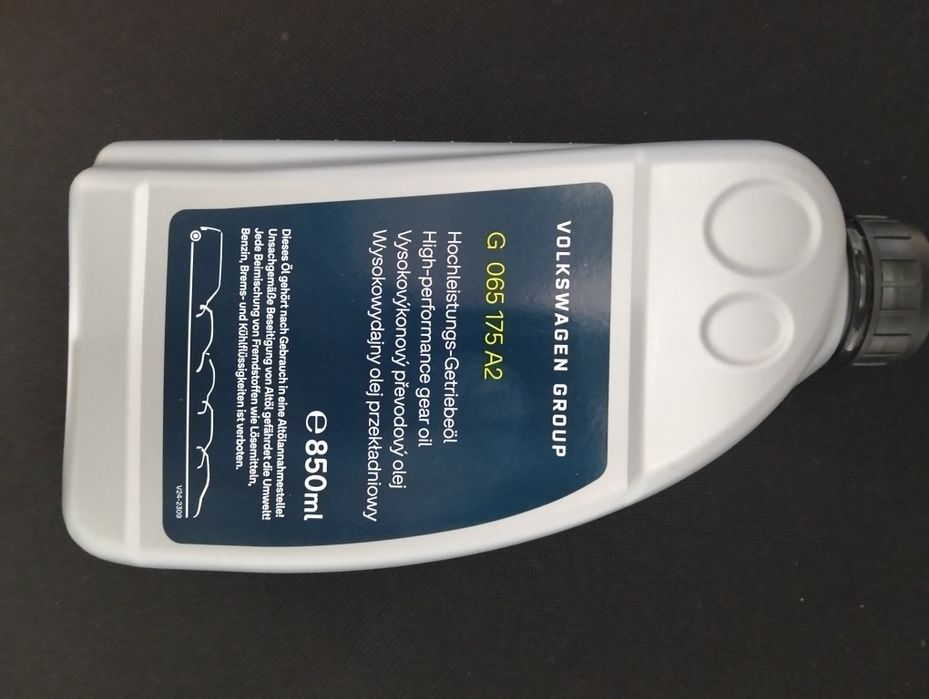 VOLKSWAGEN GROUP
G 065 175 A2
Hochleistungs-Getriebeöl
High-performance gear oil
Vysokovýkonový převodový olej
Wysokowydajny olej przekładniowy
℮ 850ml
Dieses Öl gehört nach Gebrauch in eine Altölannahmestelle!
Unsachgemäße Beseitigung von Altöl gefährdet die Umwelt!
Jede Beimischung von Fremdstoffen wie Lösemitteln,
Benzin, Brems- und Kühlflüssigkeiten ist verboten.
V24-2309